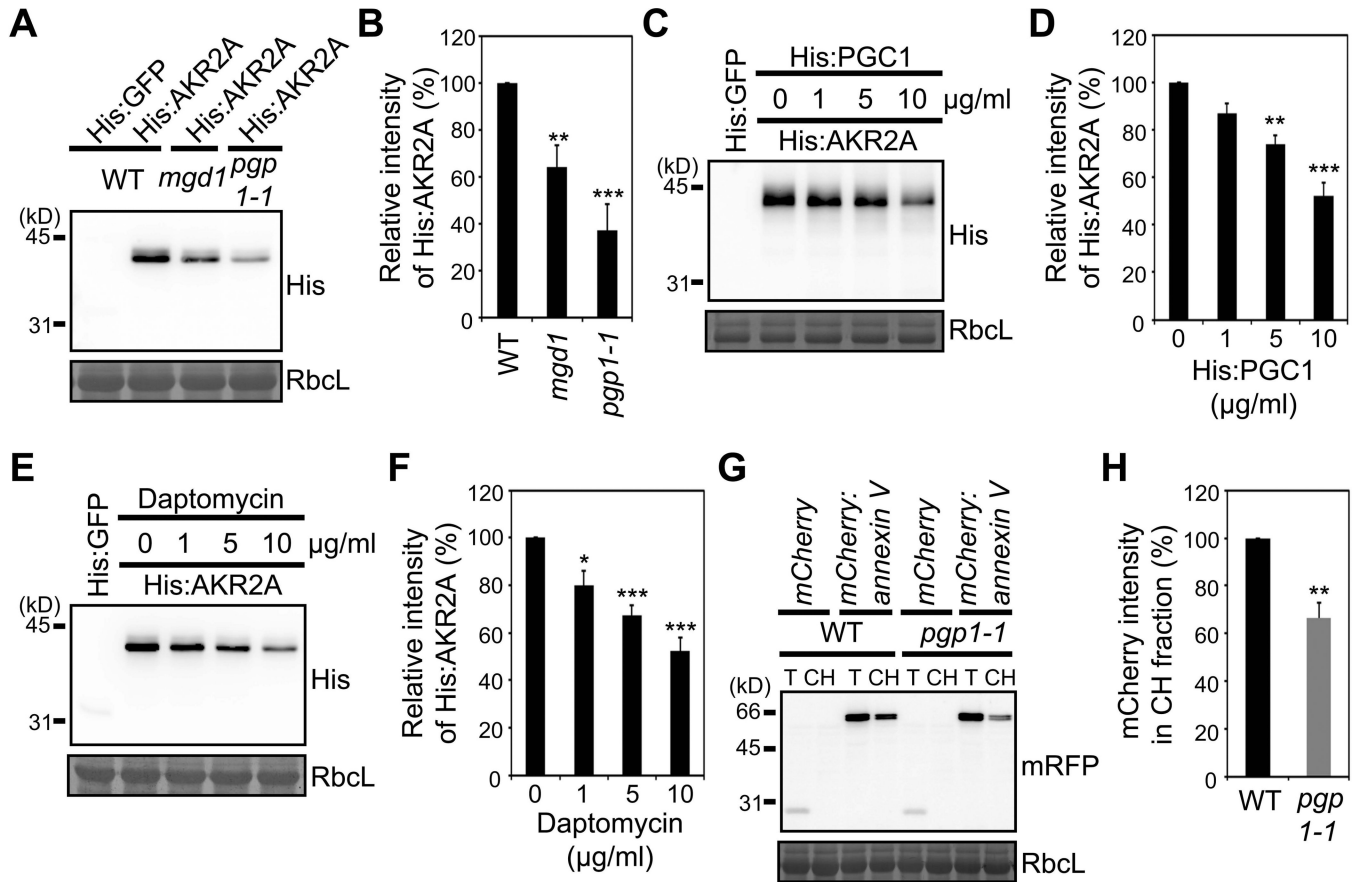 A
His:GFP
His:AKR2A
His:AKR2A
His:AKR2A
WT mgd1 pgp 1-1
(kD)
45
31
His
RbcL
B
Relative intensity
of His:AKR2A (%)
120
100
80
60
40
20
0
**
***
WT
mgd1
pgp1-1
C
His:GFP
His:PGC1
0 1 5 10 µg/ml
His:AKR2A
(kD)
45
31
His
RbcL
D
Relative intensity
of His:AKR2A (%)
120
100
80
60
40
20
0
**
***
0 1 5 10
His:PGC1
(µg/ml)
E
His:GFP
Daptomycin
0 1 5 10 µg/ml
His:AKR2A
(kD)
45
31
His
RbcL
F
Relative intensity
of His:AKR2A (%)
120
100
80
60
40
20
0
*
***
***
0 1 5 10
Daptomycin
(µg/ml)
G
mCherry
mCherry:
annexin V
mCherry
mCherry:
annexin V
WT pgp1-1
T CH T CH T CH T CH
(kD)
66
45
31
mRFP
RbcL
H
mCherry intensity
in CH fraction (%)
120
100
80
60
40
20
0
**
WT pgp
1-1